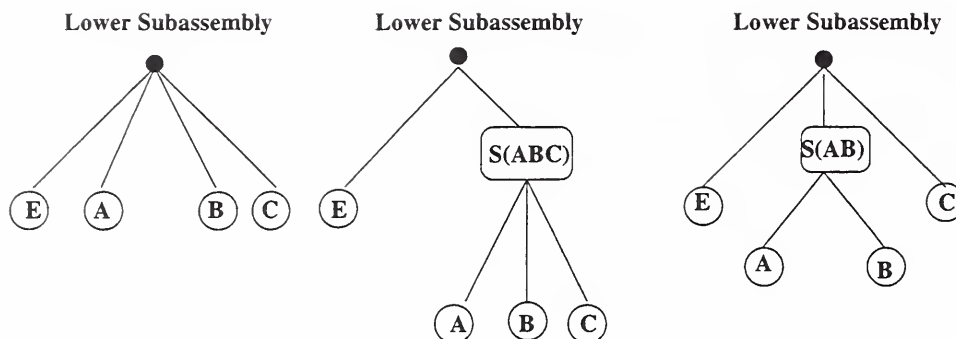 Lower Subassembly
E A B C
Lower Subassembly
S(ABC)
E
A B C
Lower Subassembly
S(AB)
E C
A B